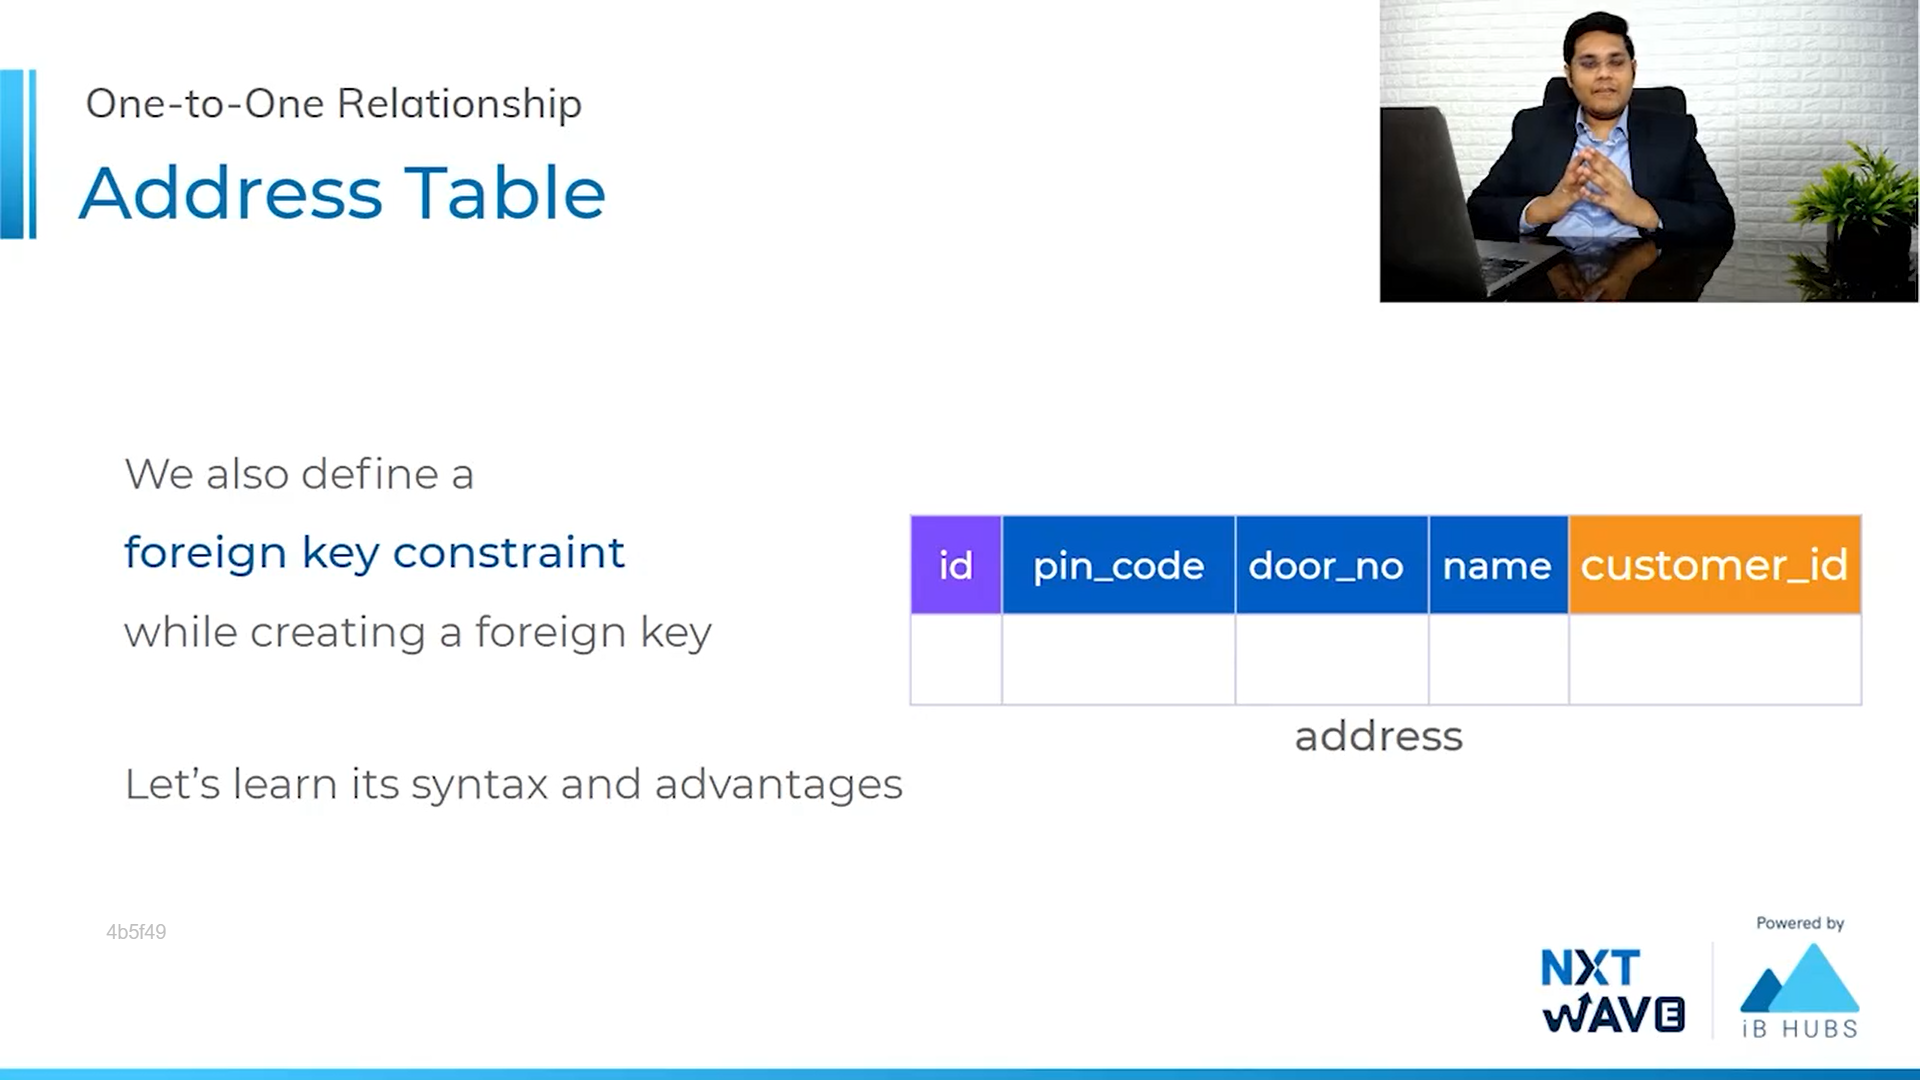 One-to-One Relationship
Address Table
We also define a
foreign key constraint
while creating a foreign key
Let's learn its syntax and advantages
id pin_code door_no name customer_id
address
4b5f49
Powered by
NXT
WAVE
iB HUBS